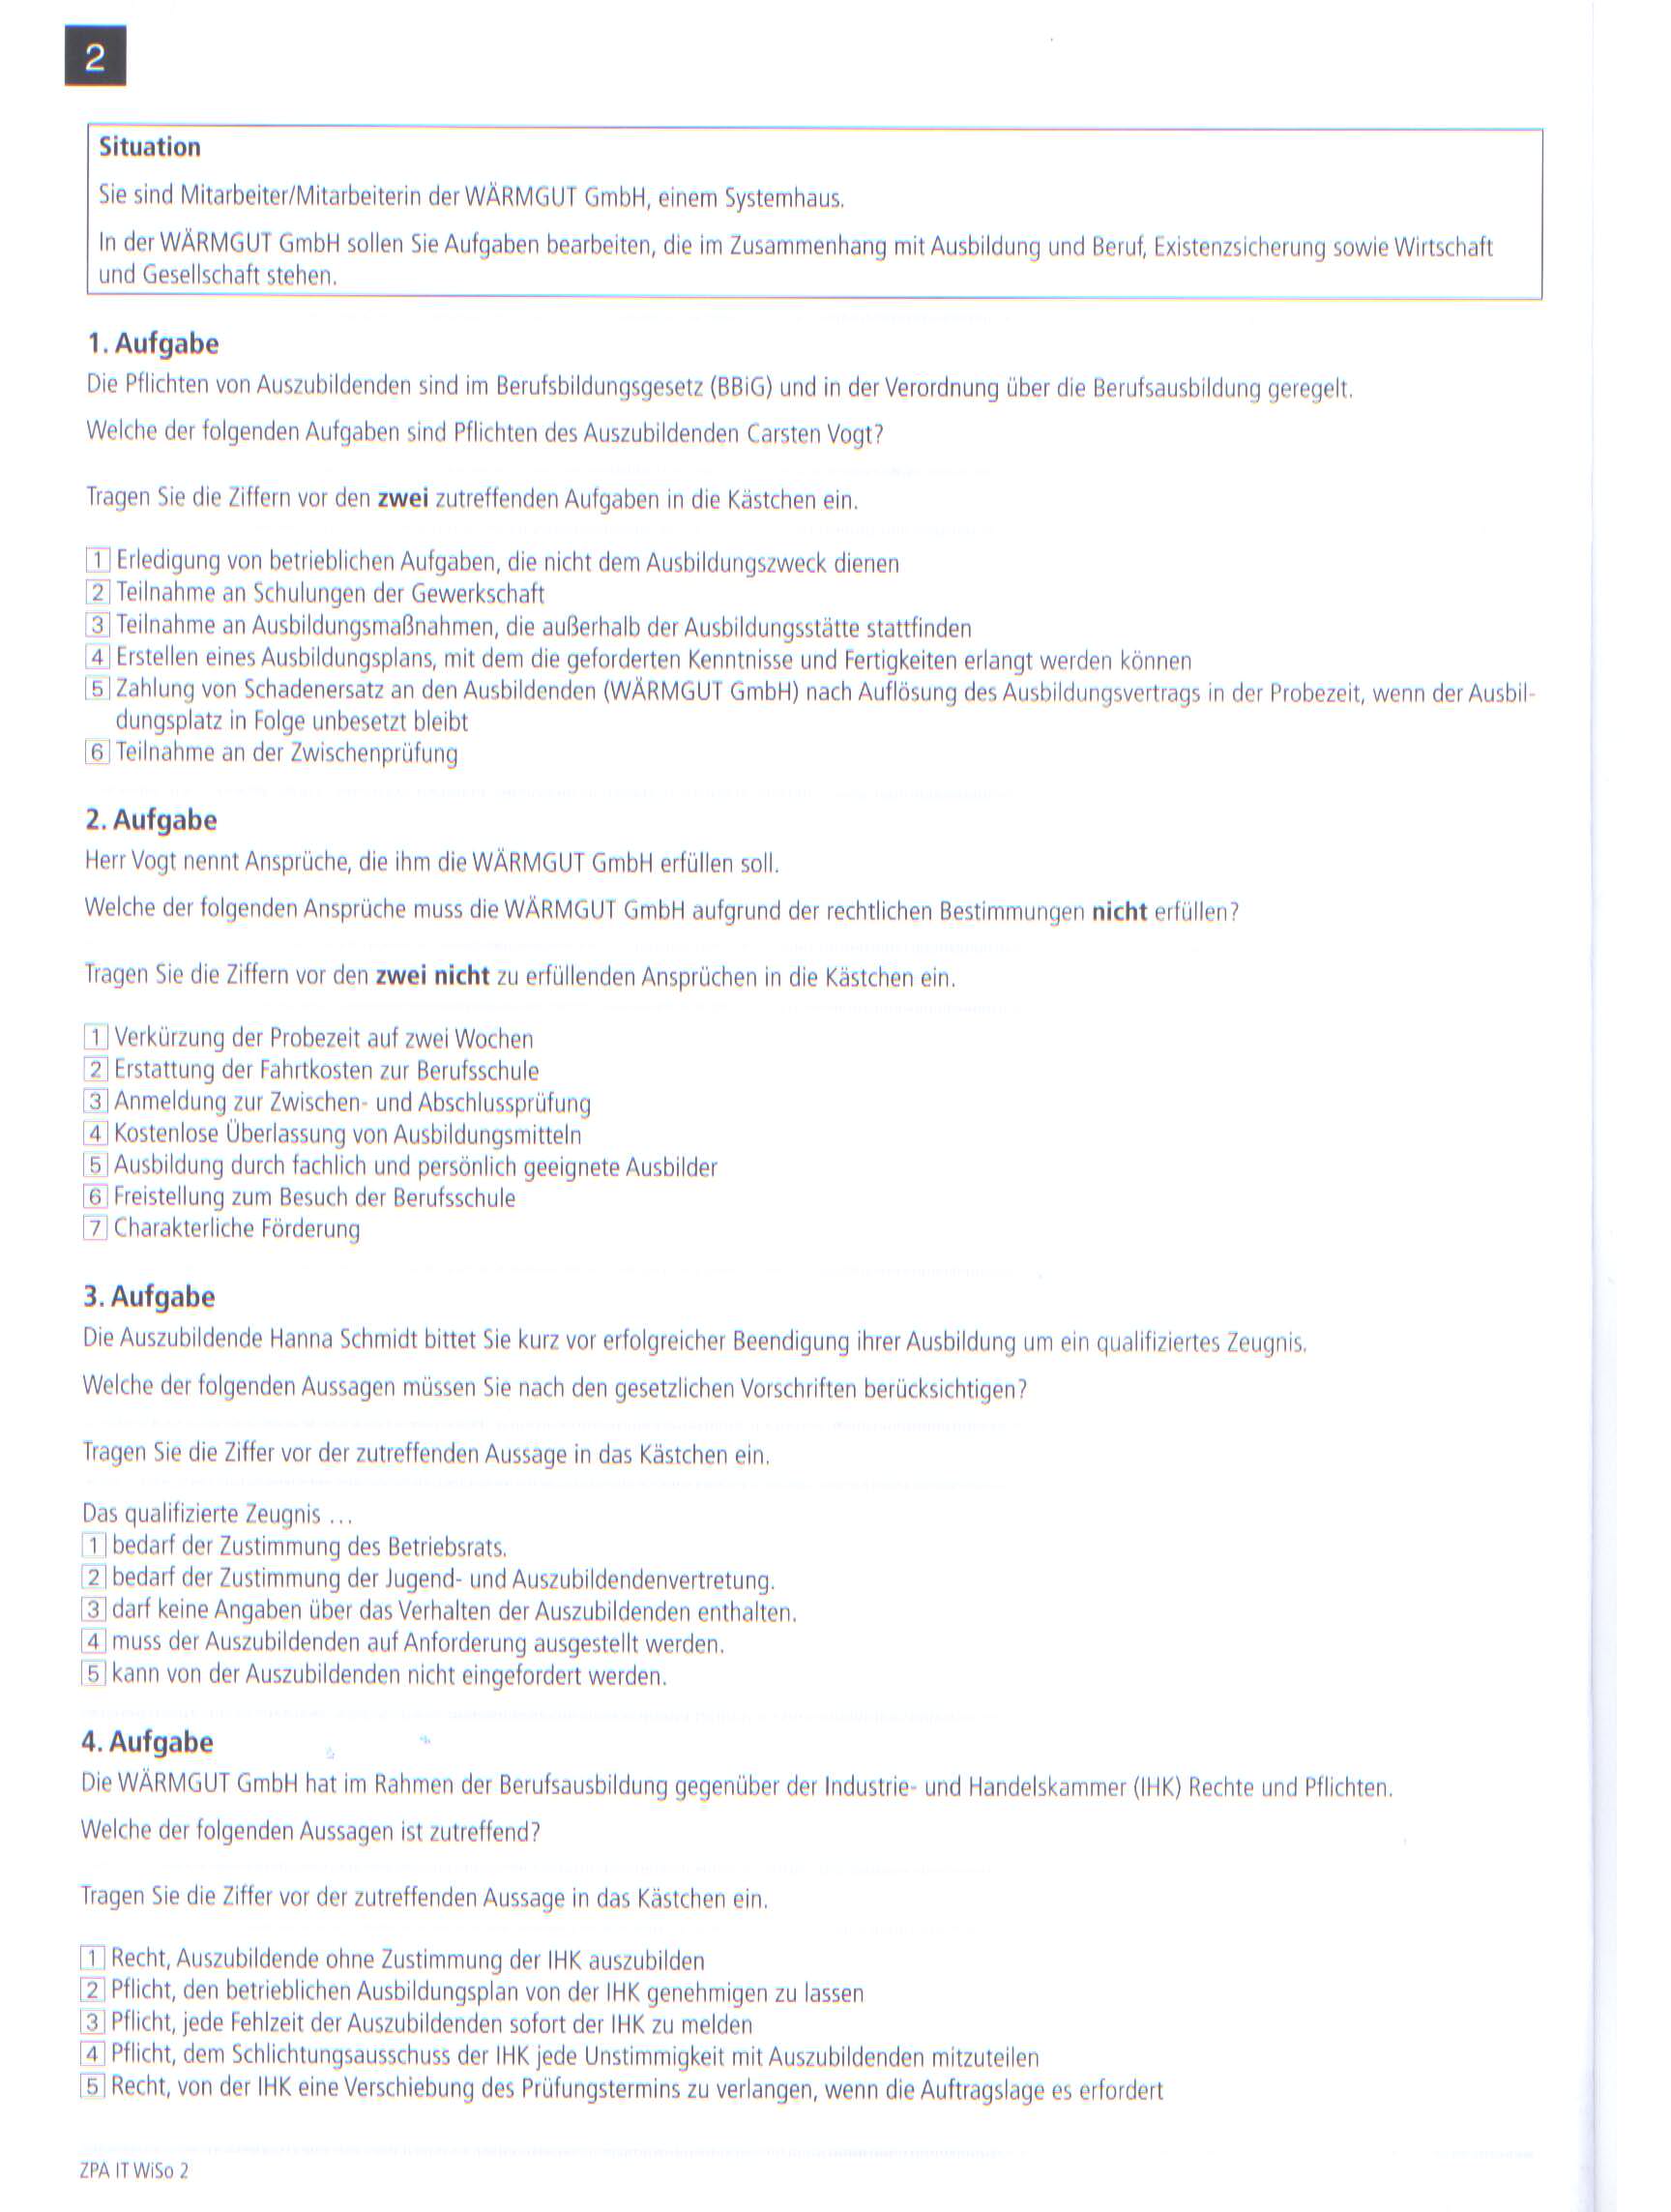 2
Situation
Sie sind Mitarbeiter/Mitarbeiterin der WÄRMGUT GmbH, einem Systemhaus.
In der WÄRMGUT GmbH sollen Sie Aufgaben bearbeiten, die im Zusammenhang mit Ausbildung und Beruf, Existenzsicherung sowie Wirtschaft
und Gesellschaft stehen.
1. Aufgabe
Die Pflichten von Auszubildenden sind im Berufsbildungsgesetz (BBiG) und in der Verordnung über die Berufsausbildung geregelt.
Welche der folgenden Aufgaben sind Pflichten des Auszubildenden Carsten Vogt?
Tragen Sie die Ziffern vor den zwei zutreffenden Aufgaben in die Kästchen ein.
1 Erledigung von betrieblichen Aufgaben, die nicht dem Ausbildungszweck dienen
2 Teilnahme an Schulungen der Gewerkschaft
3 Teilnahme an Ausbildungsmaßnahmen, die außerhalb der Ausbildungsstätte stattfinden
4 Erstellen eines Ausbildungsplans, mit dem die geforderten Kenntnisse und Fertigkeiten erlangt werden können
5 Zahlung von Schadenersatz an den Ausbildenden (WÄRMGUT GmbH) nach Auflösung des Ausbildungsvertrags in der Probezeit, wenn der Ausbil-
dungsplatz in Folge unbesetzt bleibt
6 Teilnahme an der Zwischenprüfung
2. Aufgabe
Herr Vogt nennt Ansprüche, die ihm die WÄRMGUT GmbH erfüllen soll.
Welche der folgenden Ansprüche muss die WÄRMGUT GmbH aufgrund der rechtlichen Bestimmungen nicht erfüllen?
Tragen Sie die Ziffern vor den zwei nicht zu erfüllenden Ansprüchen in die Kästchen ein.
1 Verkürzung der Probezeit auf zwei Wochen
2 Erstattung der Fahrtkosten zur Berufsschule
3 Anmeldung zur Zwischen- und Abschlussprüfung
4 Kostenlose Überlassung von Ausbildungsmitteln
5 Ausbildung durch fachlich und persönlich geeignete Ausbilder
6 Freistellung zum Besuch der Berufsschule
7 Charakterliche Förderung
3. Aufgabe
Die Auszubildende Hanna Schmidt bittet Sie kurz vor erfolgreicher Beendigung ihrer Ausbildung um ein qualifiziertes Zeugnis.
Welche der folgenden Aussagen müssen Sie nach den gesetzlichen Vorschriften berücksichtigen?
Tragen Sie die Ziffer vor der zutreffenden Aussage in das Kästchen ein.
Das qualifizierte Zeugnis ...
1 bedarf der Zustimmung des Betriebsrats.
2 bedarf der Zustimmung der Jugend- und Auszubildendenvertretung.
3 darf keine Angaben über das Verhalten der Auszubildenden enthalten.
4 muss der Auszubildenden auf Anforderung ausgestellt werden.
5 kann von der Auszubildenden nicht eingefordert werden.
4. Aufgabe
Die WÄRMGUT GmbH hat im Rahmen der Berufsausbildung gegenüber der Industrie- und Handelskammer (IHK) Rechte und Pflichten.
Welche der folgenden Aussagen ist zutreffend?
Tragen Sie die Ziffer vor der zutreffenden Aussage in das Kästchen ein.
1 Recht, Auszubildende ohne Zustimmung der IHK auszubilden
2 Pflicht, den betrieblichen Ausbildungsplan von der IHK genehmigen zu lassen
3 Pflicht, jede Fehlzeit der Auszubildenden sofort der IHK zu melden
4 Pflicht, dem Schlichtungsausschuss der IHK jede Unstimmigkeit mit Auszubildenden mitzuteilen
5 Recht, von der IHK eine Verschiebung des Prüfungstermins zu verlangen, wenn die Auftragslage es erfordert
ZPA IT WiSo 2